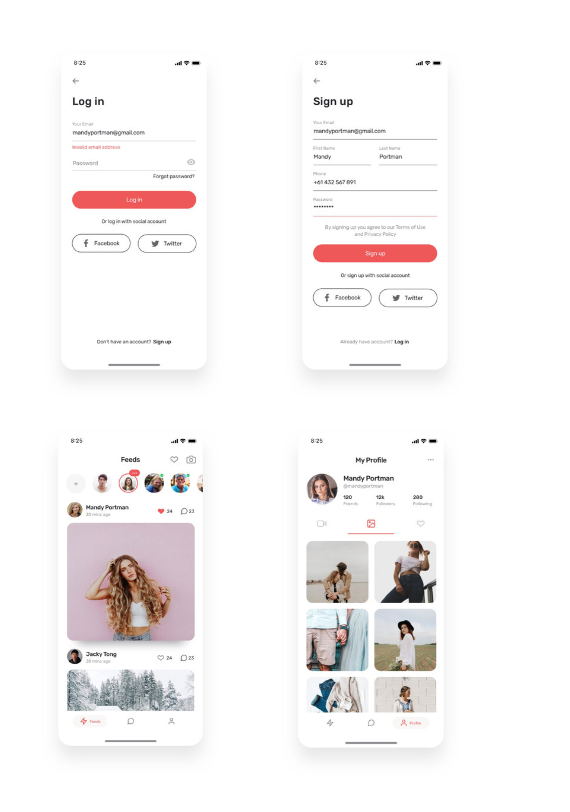 8:25
Log in
Your Email
mandyportman@gmail.com
Invalid email address
Password
Forgot password?
Log in
Or log in with social account
Facebook
Twitter
Don't have an account? Sign up
8:25
Sign up
Your Email
mandyportman@gmail.com
First Name
Last Name
Mandy
Portman
Phone
+61 432 567 891
Password
••••••••
By signing up you agree to our Terms of Use
and Privacy Policy
Sign up
Or sign up with social account
Facebook
Twitter
Already have account? Log in
8:25
Feeds
Mandy Portman
30 mins ago
34
23
Jacky Tong
30 mins ago
24
23
Feeds
8:25
My Profile
Mandy Portman
@mandyportman
120
12k
200
Friends
Followers
Following
Profile